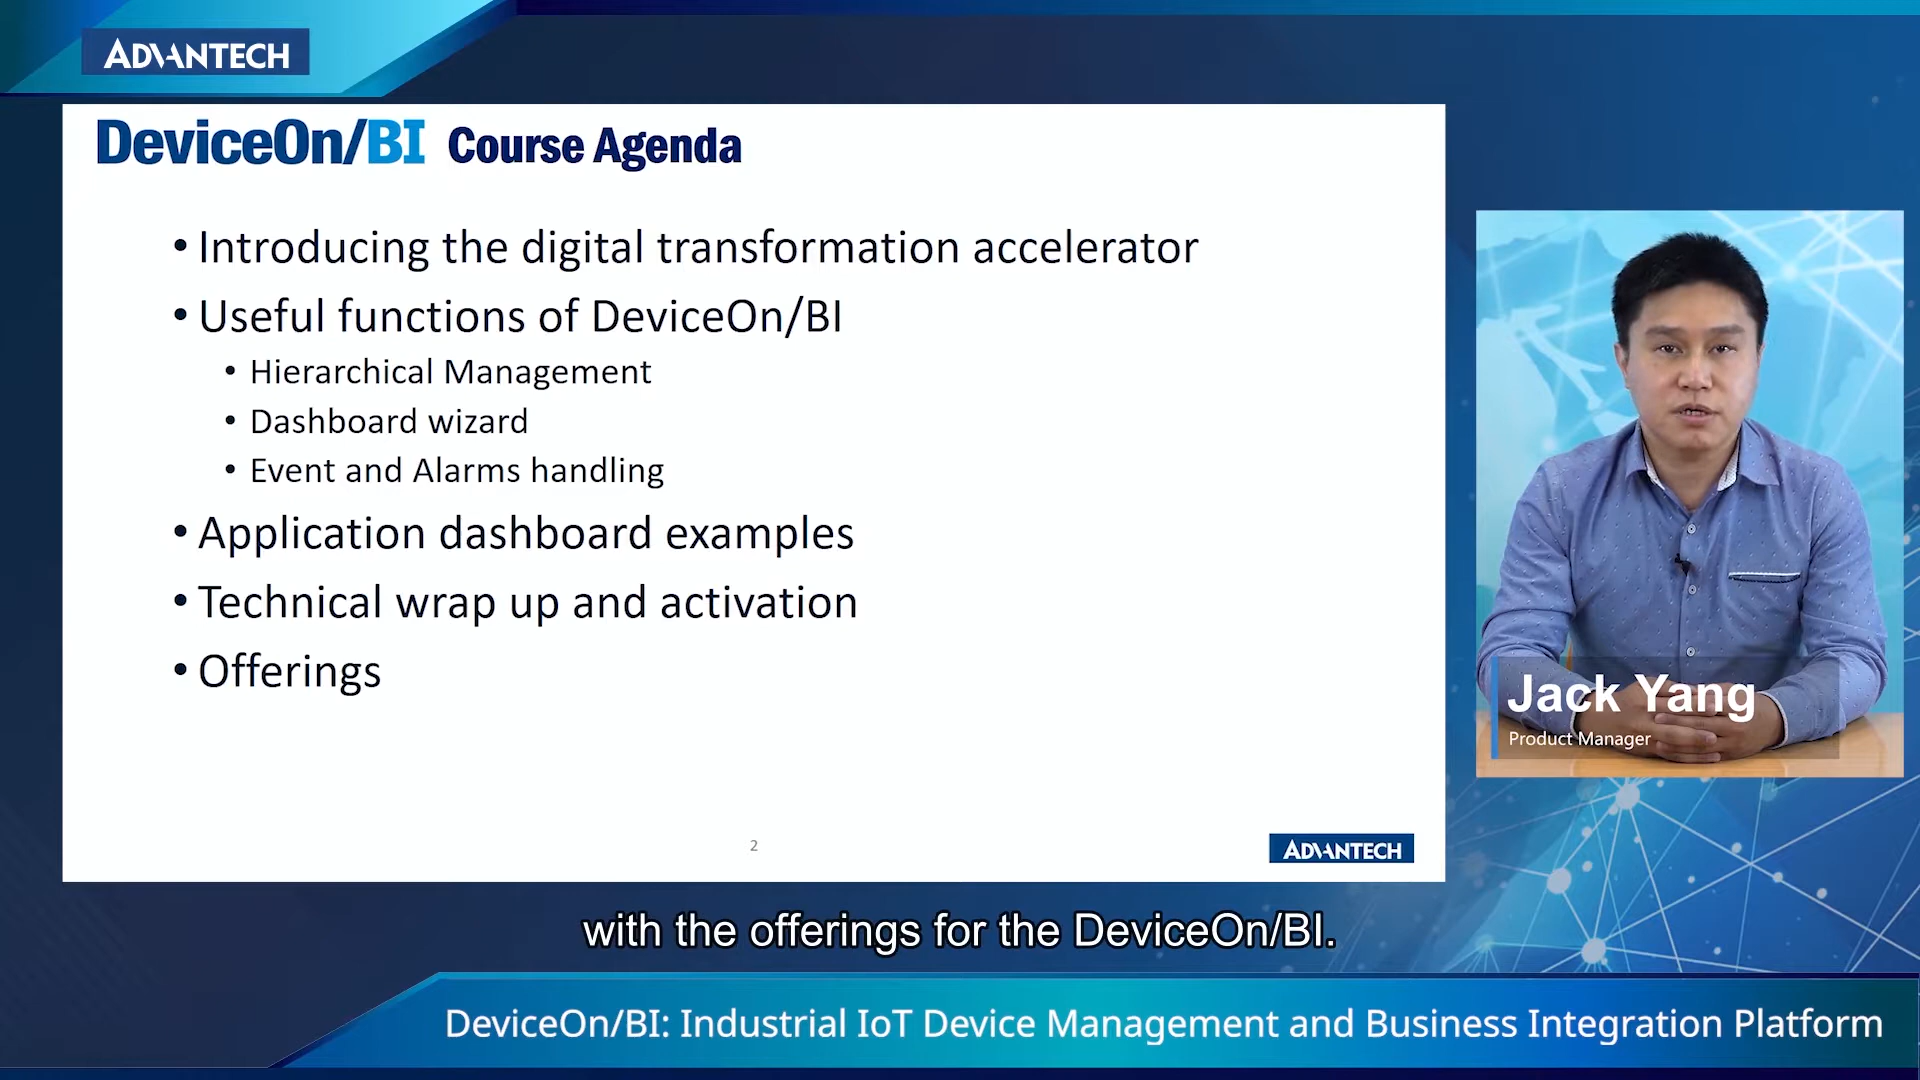 ADVANTECH
DeviceOn/BI Course Agenda
• Introducing the digital transformation accelerator
• Useful functions of DeviceOn/BI
• Hierarchical Management
• Dashboard wizard
• Event and Alarms handling
• Application dashboard examples
• Technical wrap up and activation
• Offerings
2
ADVANTECH
Jack Yang
Product Manager
with the offerings for the DeviceOn/BI.
DeviceOn/BI: Industrial IoT Device Management and Business Integration Platform